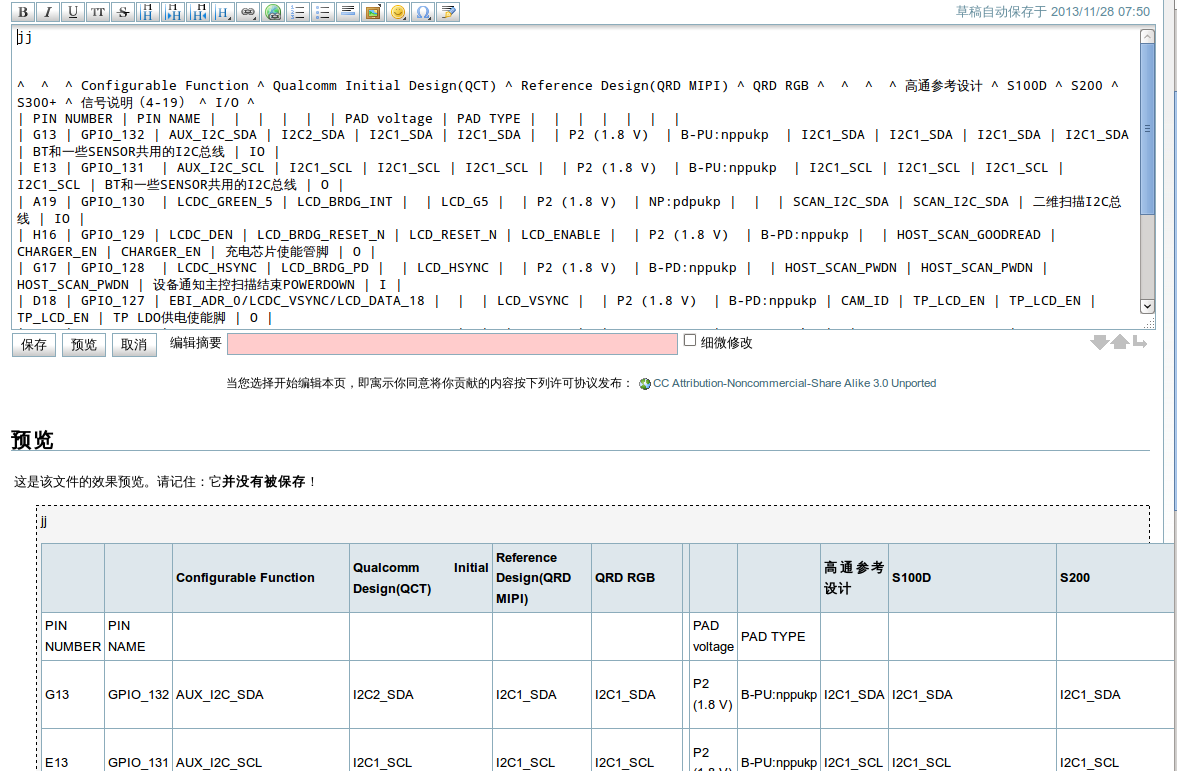 B I U TT S H H H H
草稿自动保存于 2013/11/28 07:50
jj
^ ^ ^ Configurable Function ^ Qualcomm Initial Design(QCT) ^ Reference Design(QRD MIPI) ^ QRD RGB ^ ^ ^ ^ 高通参考设计 ^ S100D ^ S200 ^
S300+ ^ 信号说明（4-19） ^ I/O ^
| PIN NUMBER | PIN NAME | | | | | | PAD voltage | PAD TYPE | | | | | | |
| G13 | GPIO_132 | AUX_I2C_SDA | I2C2_SDA | I2C1_SDA | I2C1_SDA | | P2 (1.8 V) | B-PU:nppukp | I2C1_SDA | I2C1_SDA | I2C1_SDA | I2C1_SDA
| BT和一些SENSOR共用的I2C总线 | IO |
| E13 | GPIO_131 | AUX_I2C_SCL | I2C1_SCL | I2C1_SCL | I2C1_SCL | | P2 (1.8 V) | B-PU:nppukp | I2C1_SCL | I2C1_SCL | I2C1_SCL |
I2C1_SCL | BT和一些SENSOR共用的I2C总线 | O |
| A19 | GPIO_130 | LCDC_GREEN_5 | LCD_BRDG_INT | | LCD_G5 | | P2 (1.8 V) | NP:pdpukp | | | SCAN_I2C_SDA | SCAN_I2C_SDA | 二维扫描I2C总
线 | IO |
| H16 | GPIO_129 | LCDC_DEN | LCD_BRDG_RESET_N | LCD_RESET_N | LCD_ENABLE | | P2 (1.8 V) | B-PD:nppukp | | HOST_SCAN_GOODREAD |
CHARGER_EN | CHARGER_EN | 充电芯片使能管脚 | O |
| G17 | GPIO_128 | LCDC_HSYNC | LCD_BRDG_PD | | LCD_HSYNC | | P2 (1.8 V) | B-PD:nppukp | | HOST_SCAN_PWDN | HOST_SCAN_PWDN |
HOST_SCAN_PWDN | 设备通知主控扫描结束POWERDOWN | I |
| D18 | GPIO_127 | EBI_ADR_0/LCDC_VSYNC/LCD_DATA_18 | | | LCD_VSYNC | | P2 (1.8 V) | B-PD:nppukp | CAM_ID | TP_LCD_EN | TP_LCD_EN |
TP_LCD_EN | TP LDO供电使能脚 | O |
保存 预览 取消 编辑摘要 细微修改
当您选择开始编辑本页，即寓示你同意将你贡献的内容按下列许可协议发布： CC Attribution-Noncommercial-Share Alike 3.0 Unported
预览
这是该文件的效果预览。请记住：它并没有被保存！
jj
Configurable Function
Qualcomm Initial
Design(QCT)
Reference
Design(QRD
MIPI)
QRD RGB
高通参考
设计
S100D
S200
PIN
NUMBER
PIN
NAME
PAD
voltage
PAD TYPE
G13 GPIO_132 AUX_I2C_SDA I2C2_SDA I2C1_SDA I2C1_SDA
P2
(1.8 V)
B-PU:nppukp I2C1_SDA I2C1_SDA I2C1_SDA
E13 GPIO_131 AUX_I2C_SCL I2C1_SCL I2C1_SCL I2C1_SCL
P2
(1.8 V)
B-PU:nppukp I2C1_SCL I2C1_SCL I2C1_SCL